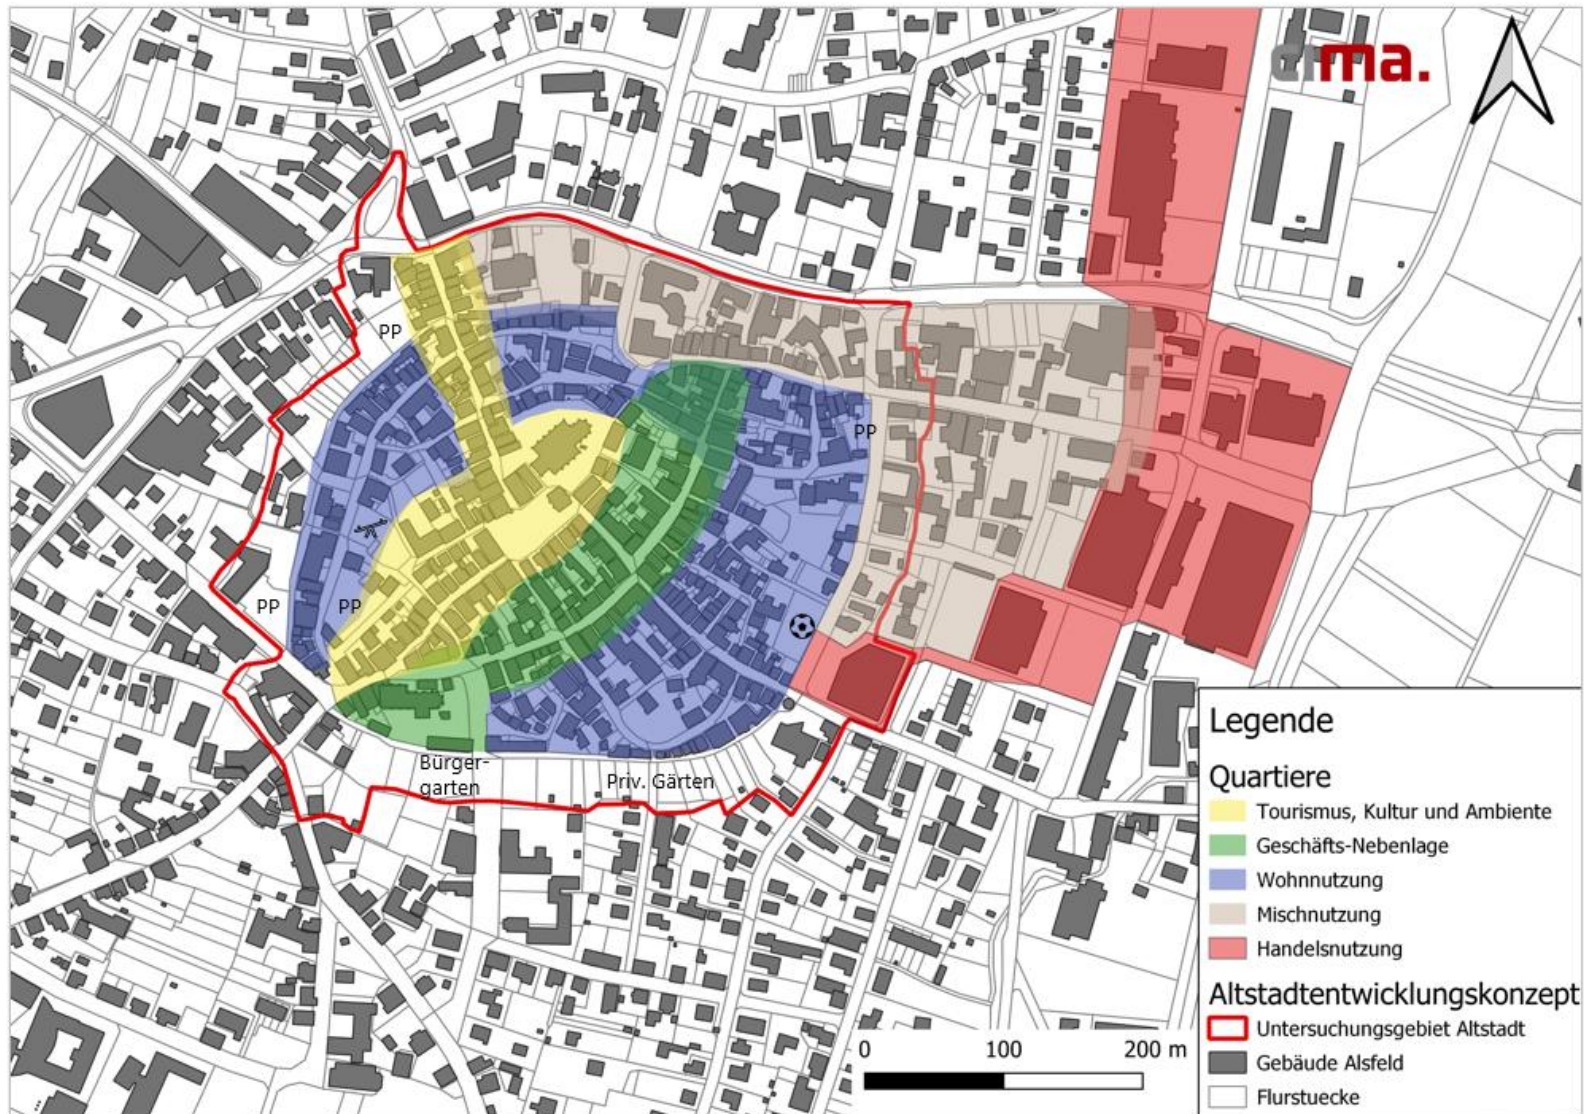 cima.
PP
PP
PP
PP
Bürger-
garten
Priv. Gärten
Legende
Quartiere
Tourismus, Kultur und Ambiente
Geschäfts-Nebenlage
Wohnnutzung
Mischnutzung
Handelsnutzung
Altstadtentwicklungskonzept
Untersuchungsgebiet Altstadt
Gebäude Alsfeld
Flurstuecke
0 100 200 m